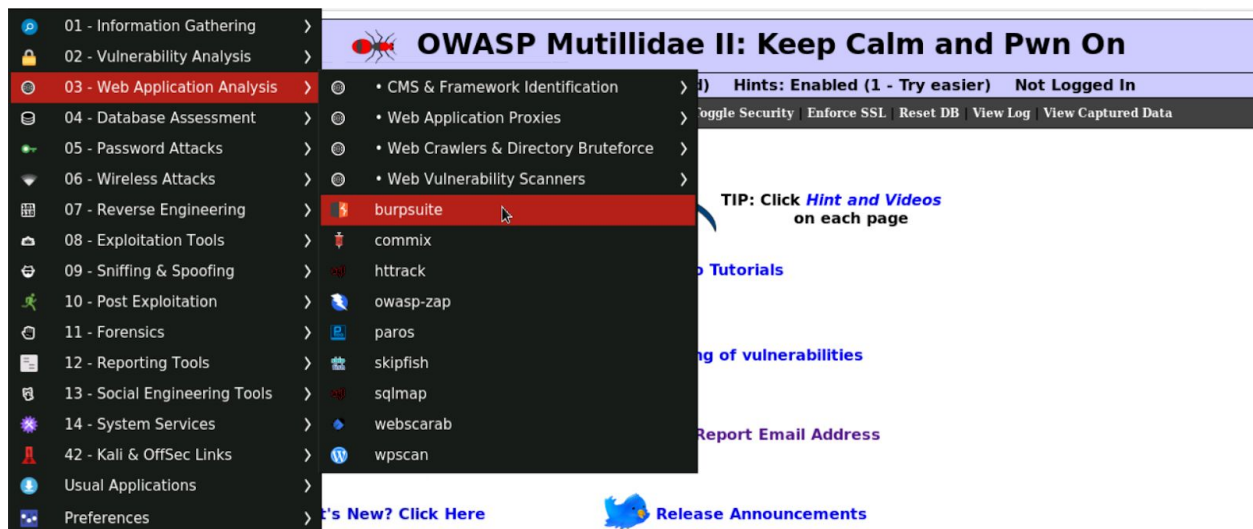 01 - Information Gathering
02 - Vulnerability Analysis
03 - Web Application Analysis
04 - Database Assessment
05 - Password Attacks
06 - Wireless Attacks
07 - Reverse Engineering
08 - Exploitation Tools
09 - Sniffing & Spoofing
10 - Post Exploitation
11 - Forensics
12 - Reporting Tools
13 - Social Engineering Tools
14 - System Services
42 - Kali & OffSec Links
Usual Applications
Preferences
• CMS & Framework Identification
• Web Application Proxies
• Web Crawlers & Directory Bruteforce
• Web Vulnerability Scanners
burpsuite
commix
httrack
owasp-zap
paros
skipfish
sqlmap
webscarab
wpscan
OWASP Mutillidae II: Keep Calm and Pwn On
Hints: Enabled (1 - Try easier) Not Logged In
Security | Enforce SSL | Reset DB | View Log | View Captured Data
TIP: Click Hint and Videos
on each page
Tutorials
of vulnerabilities
Report Email Address
New? Click Here
Release Announcements